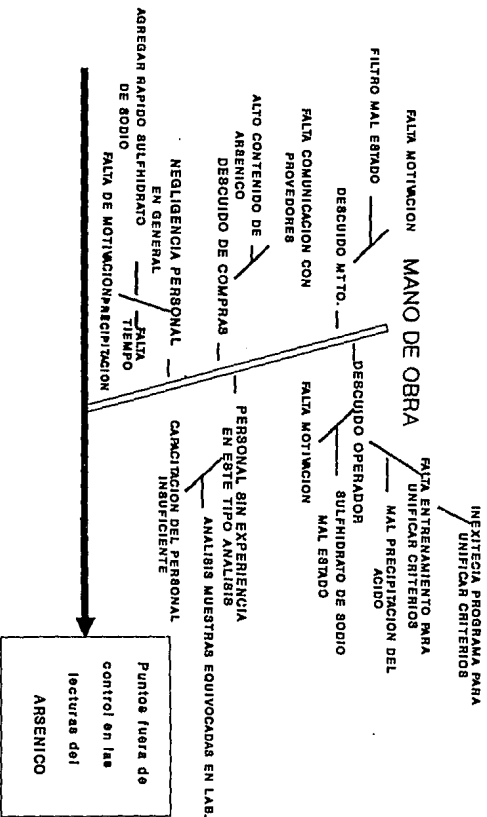 MANO DE OBRA
FALTA MOTIVACION
FILTRO MAL ESTADO
DESCUIDO MTTO.
FALTA COMUNICACION CON
PROVEDORES
ALTO CONTENIDO DE
ARSENICO
DESCUIDO DE COMPRAS
NEGLIGENCIA PERSONAL
EN GENERAL
AGREGAR RAPIDO SULFHIDRATO
DE SODIO
FALTA
TIEMPO
PRECIPITACION
FALTA DE MOTIVACION
INEXITECIA PROGRAMA PARA
UNIFICAR CRITERIOS
FALTA ENTRENAMIENTO PARA
UNIFICAR CRITERIOS
MAL PRECIPITACION DEL
ACIDO
DESCUIDO OPERADOR
SULFHIDRATO DE SODIO
MAL ESTADO
FALTA MOTIVACION
PERSONAL SIN EXPERIENCIA
EN ESTE TIPO ANALISIS
ANALISIS MUESTRAS EQUIVOCADAS EN LAB.
CAPACITACION DEL PERSONAL
INSUFICIENTE
Puntos fuera de
control en las
lecturas del
ARSENICO